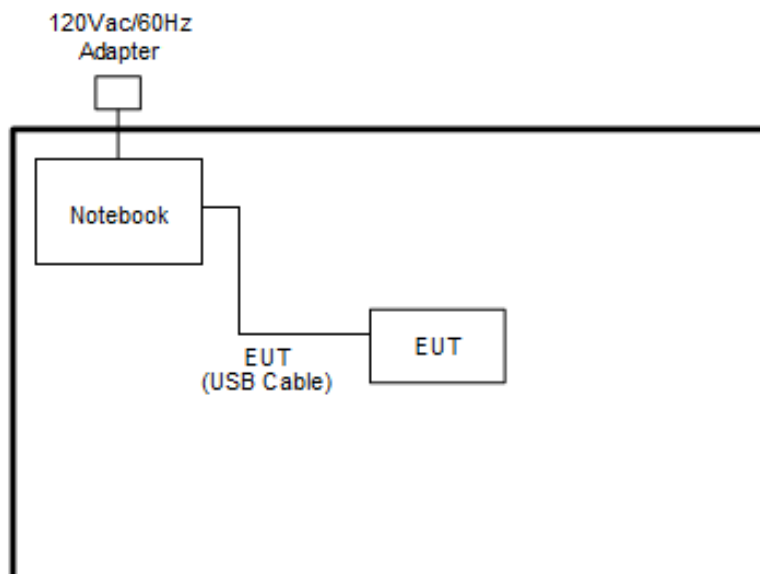 120Vac/60Hz
Adapter
Notebook
EUT
EUT
(USB Cable)